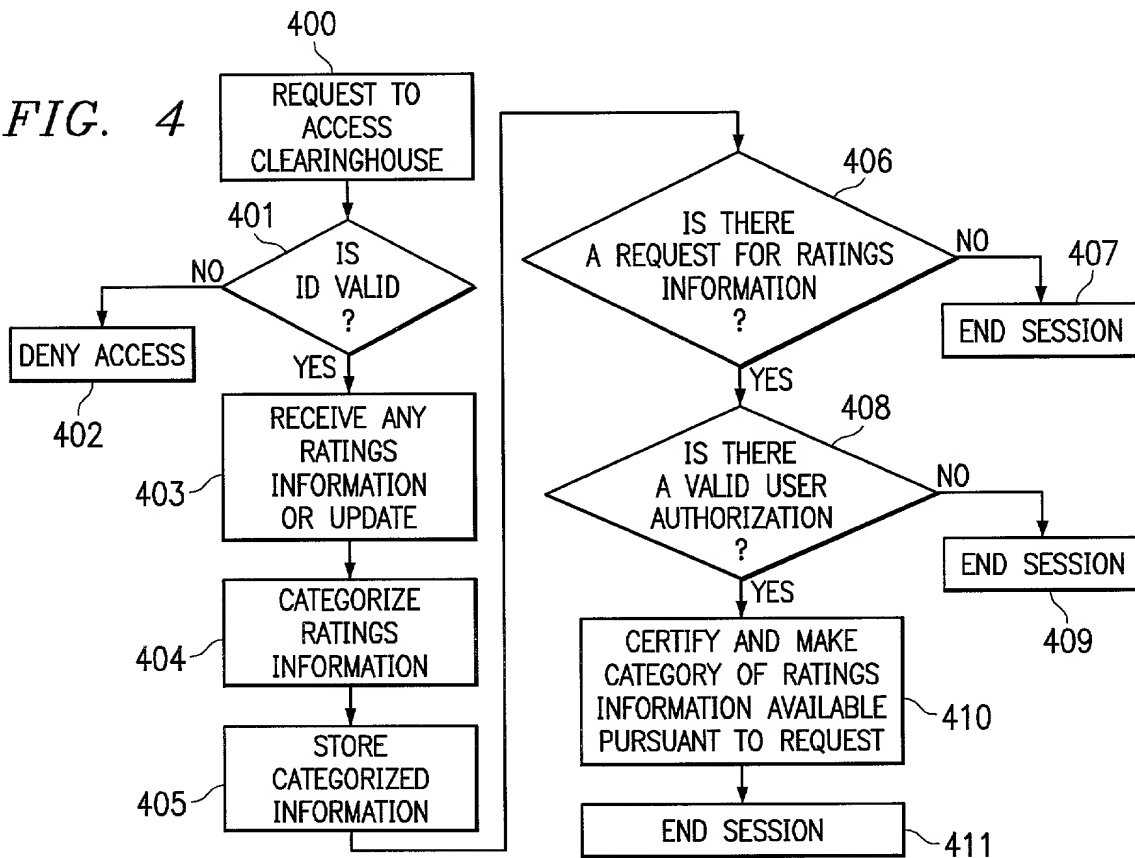 FIG. 4
400
REQUEST TO
ACCESS
CLEARINGHOUSE
401
IS
ID VALID
?
NO
DENY ACCESS
402
YES
RECEIVE ANY
RATINGS
INFORMATION
OR UPDATE
403
CATEGORIZE
RATINGS
INFORMATION
404
STORE
CATEGORIZED
INFORMATION
405
406
IS THERE
A REQUEST FOR RATINGS
INFORMATION
?
NO
407
END SESSION
YES
408
IS THERE
A VALID USER
AUTHORIZATION
?
NO
END SESSION
409
YES
CERTIFY AND MAKE
CATEGORY OF RATINGS
INFORMATION AVAILABLE
PURSUANT TO REQUEST
410
END SESSION
411